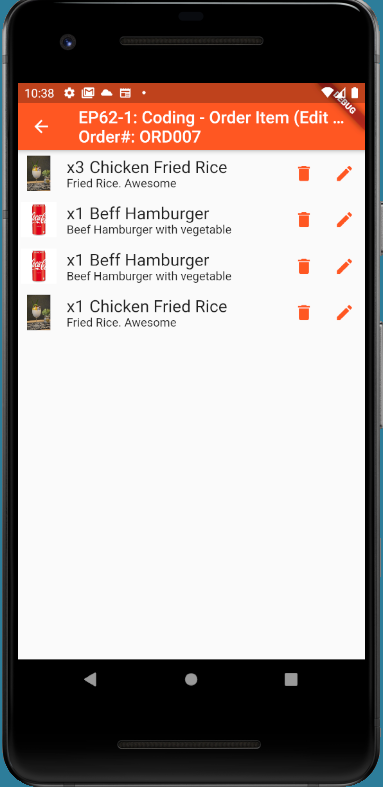 10:38
DEBUG
EP62-1: Coding - Order Item (Edit ...
Order#: ORD007
x3 Chicken Fried Rice
Fried Rice. Awesome
x1 Beff Hamburger
Beef Hamburger with vegetable
x1 Beff Hamburger
Beef Hamburger with vegetable
x1 Chicken Fried Rice
Fried Rice. Awesome